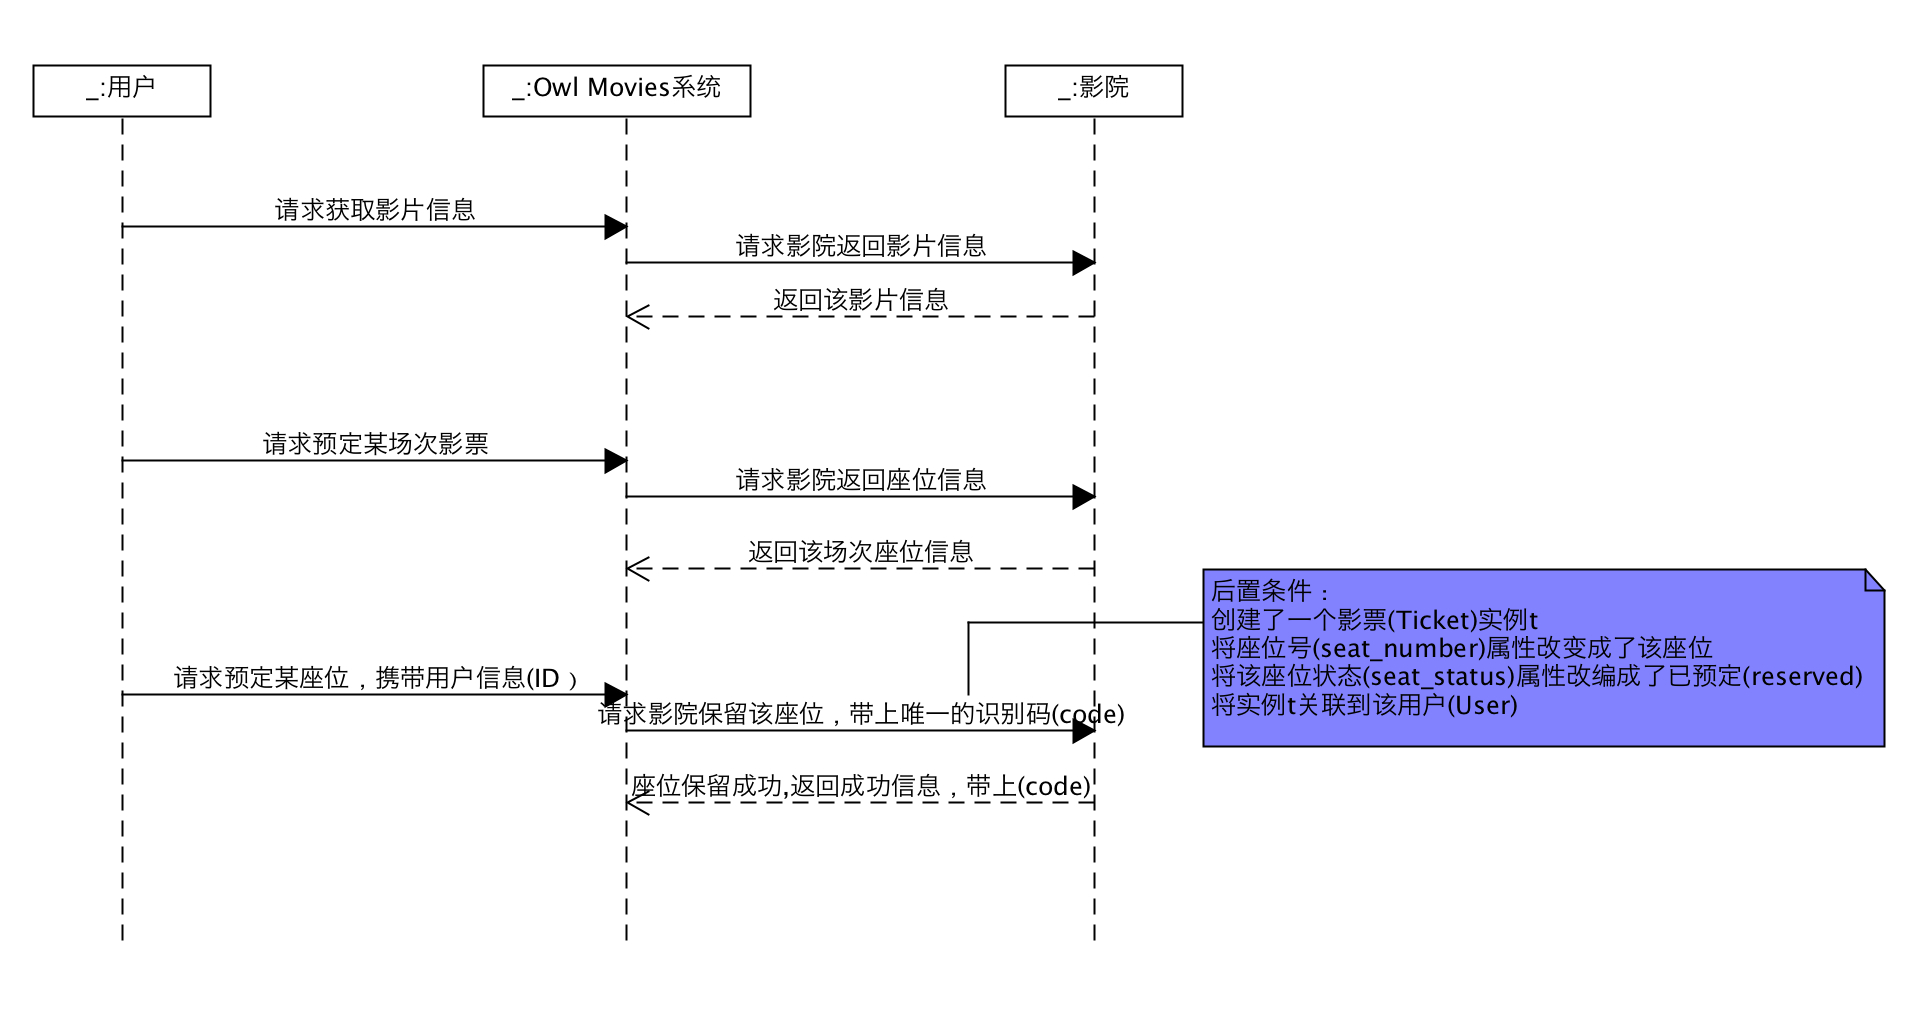 _:用户
_:Owl Movies系统
_:影院
请求获取影片信息
请求影院返回影片信息
返回该影片信息
请求预定某场次影票
请求影院返回座位信息
返回该场次座位信息
后置条件：
创建了一个影票(Ticket)实例t
将座位号(seat_number)属性改变成了该座位
将该座位状态(seat_status)属性改编成了已预定(reserved)
将实例t关联到该用户(User)
请求预定某座位，携带用户信息(ID）
请求影院保留该座位，带上唯一的识别码(code)
座位保留成功,返回成功信息，带上(code)